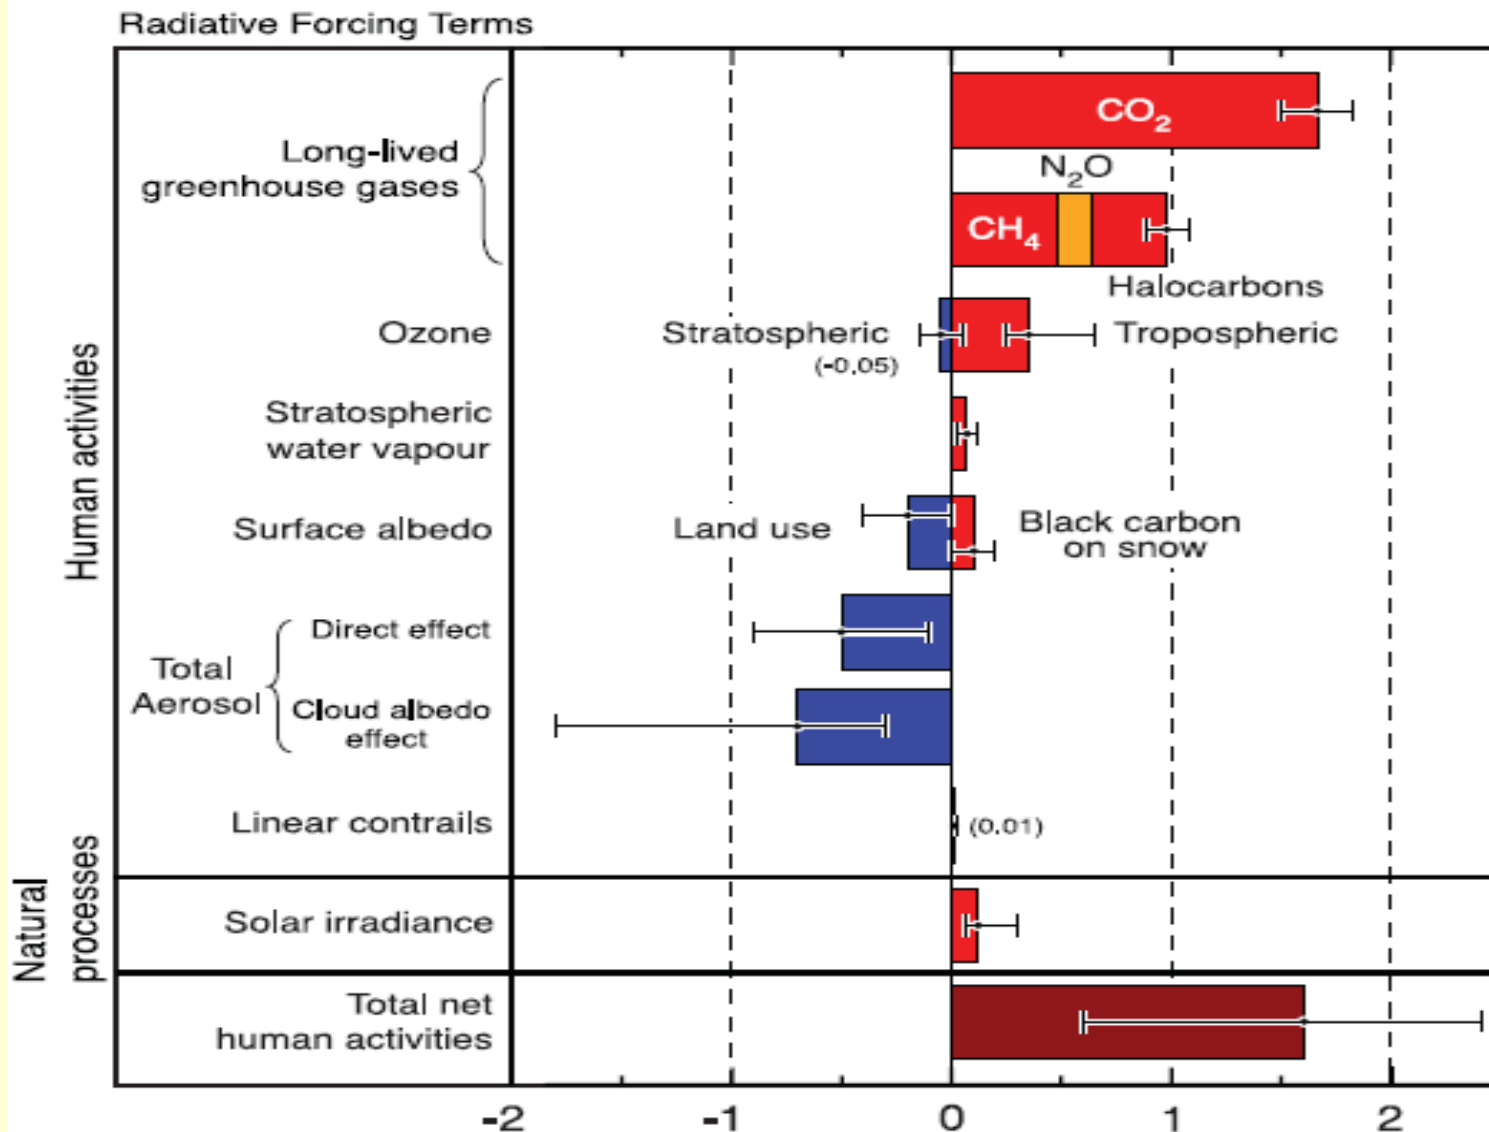 Radiative Forcing Terms
Human activities
Long-lived
greenhouse gases
CO₂
N₂O
CH₄
Halocarbons
Ozone
Stratospheric
(-0.05)
Tropospheric
Stratospheric
water vapour
Surface albedo
Land use
Black carbon
on snow
Total
Aerosol
Direct effect
Cloud albedo
effect
Linear contrails
(0.01)
Natural
processes
Solar irradiance
Total net
human activities
-2 -1 0 1 2